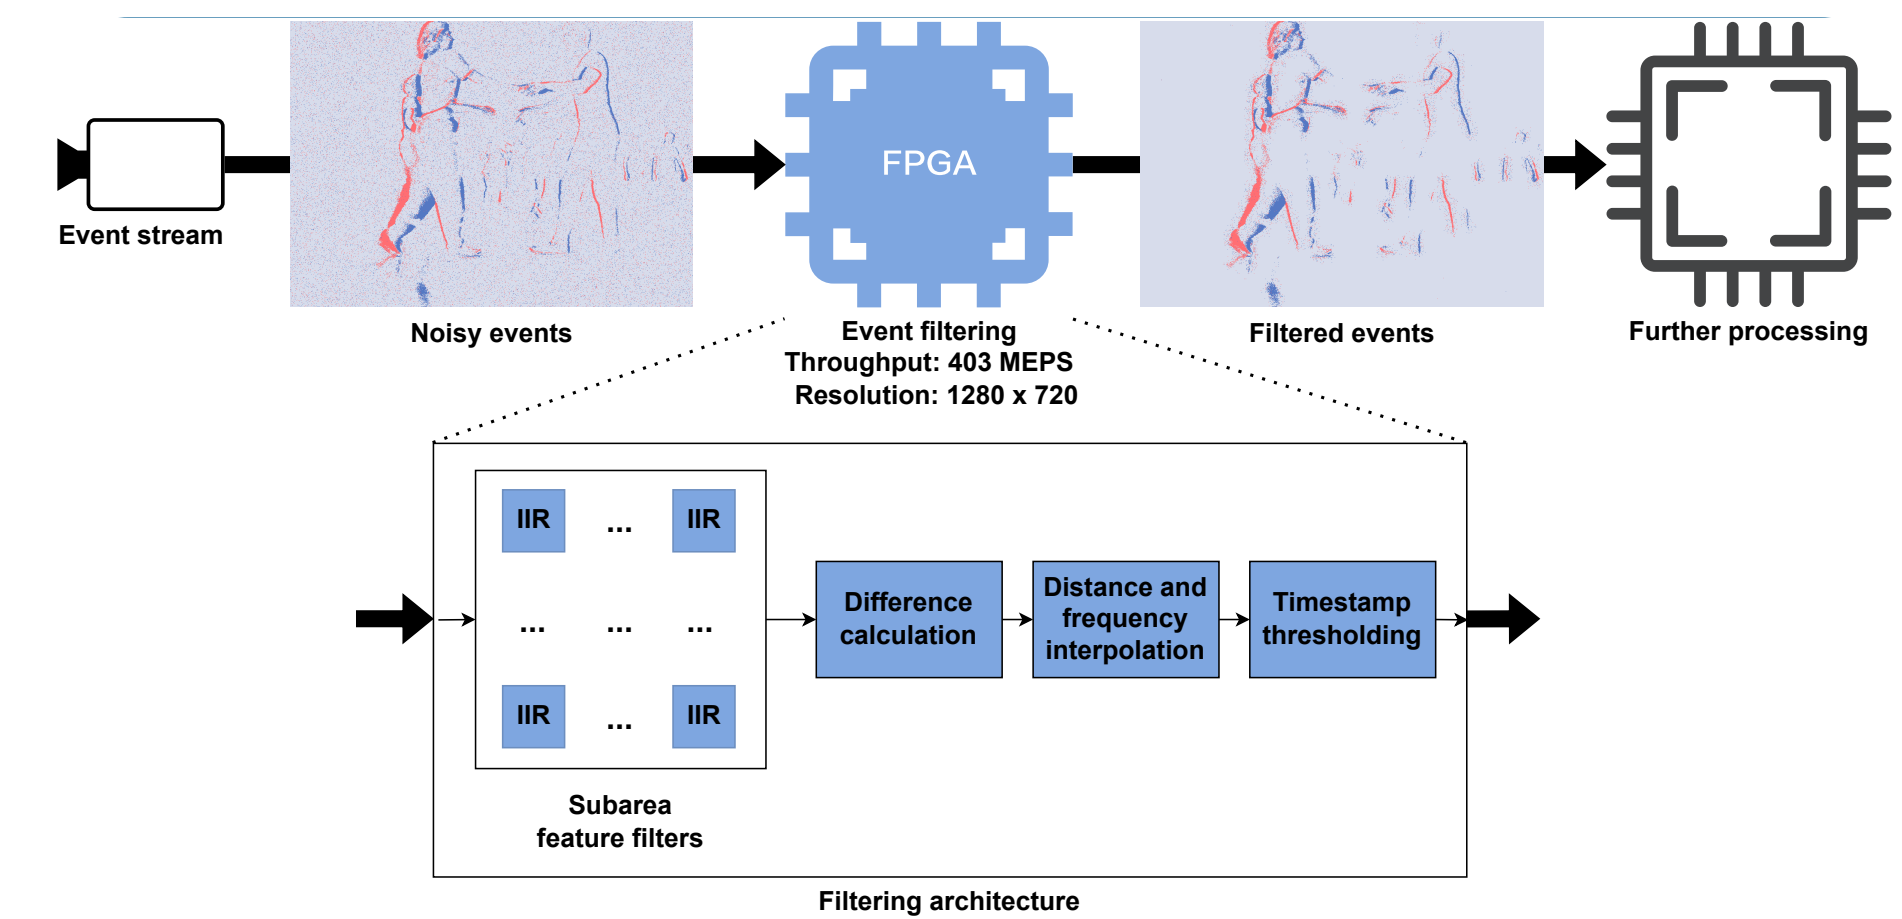 FPGA
Event stream
Noisy events
Event filtering
Throughput: 403 MEPS
Resolution: 1280 x 720
Filtered events
Further processing
IIR
...
IIR
...
...
...
IIR
...
IIR
Subarea
feature filters
Difference
calculation
Distance and
frequency
interpolation
Timestamp
thresholding
Filtering architecture